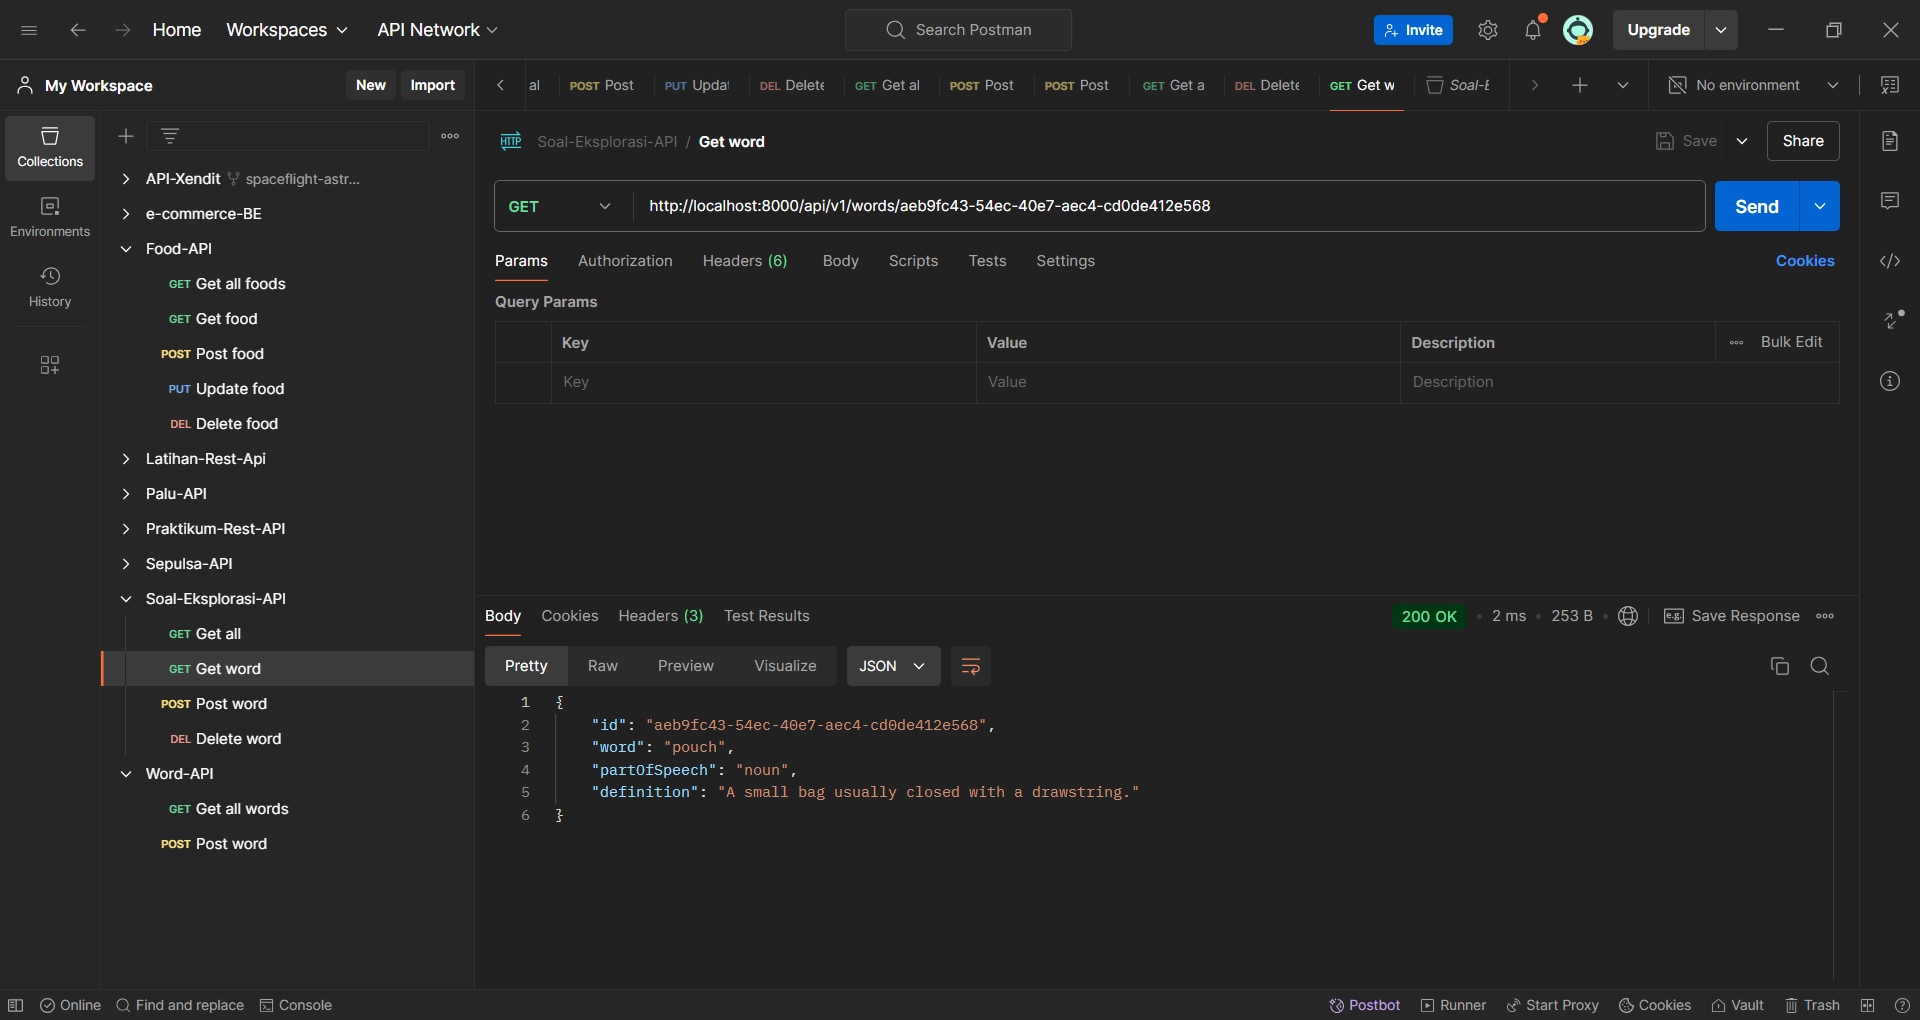 Home Workspaces API Network Search Postman Invite Upgrade
My Workspace New Import
al POST Post PUT Updat DEL Delete GET Get al POST Post POST Post GET Get a DEL Delete GET Get w Soal-E No environment
Collections
Environments
History
API-Xendit spaceflight-astr...
e-commerce-BE
Food-API
GET Get all foods
GET Get food
POST Post food
PUT Update food
DEL Delete food
Latihan-Rest-Api
Palu-API
Praktikum-Rest-API
Sepulsa-API
Soal-Eksplorasi-API
GET Get all
GET Get word
POST Post word
DEL Delete word
Word-API
GET Get all words
POST Post word
HTTP Soal-Eksplorasi-API / Get word Save Share
GET http://localhost:8000/api/v1/words/aeb9fc43-54ec-40e7-aec4-cd0de412e568 Send
Params Authorization Headers (6) Body Scripts Tests Settings Cookies
Query Params
Key Value Description Bulk Edit
Key Value Description
Body Cookies Headers (3) Test Results 200 OK 2 ms 253 B e.g. Save Response
Pretty Raw Preview Visualize JSON
1 {
2 "id": "aeb9fc43-54ec-40e7-aec4-cd0de412e568",
3 "word": "pouch",
4 "partOfSpeech": "noun",
5 "definition": "A small bag usually closed with a drawstring."
6 }
Online Find and replace Console Postbot Runner Start Proxy Cookies Vault Trash